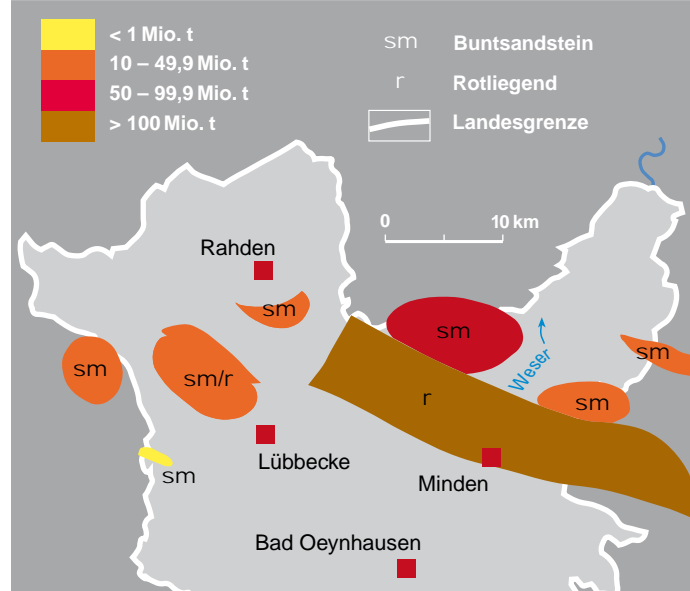 < 1 Mio. t
10 – 49,9 Mio. t
50 – 99,9 Mio. t
> 100 Mio. t
sm Buntsandstein
r Rotliegend
Landesgrenze
0 10 km
Rahden
sm
sm
sm
sm
sm/r
Weser
r
sm
Lübbecke
sm
Minden
Bad Oeynhausen